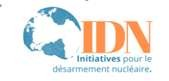 IDN
Initiatives pour le
désarmement nucléaire.